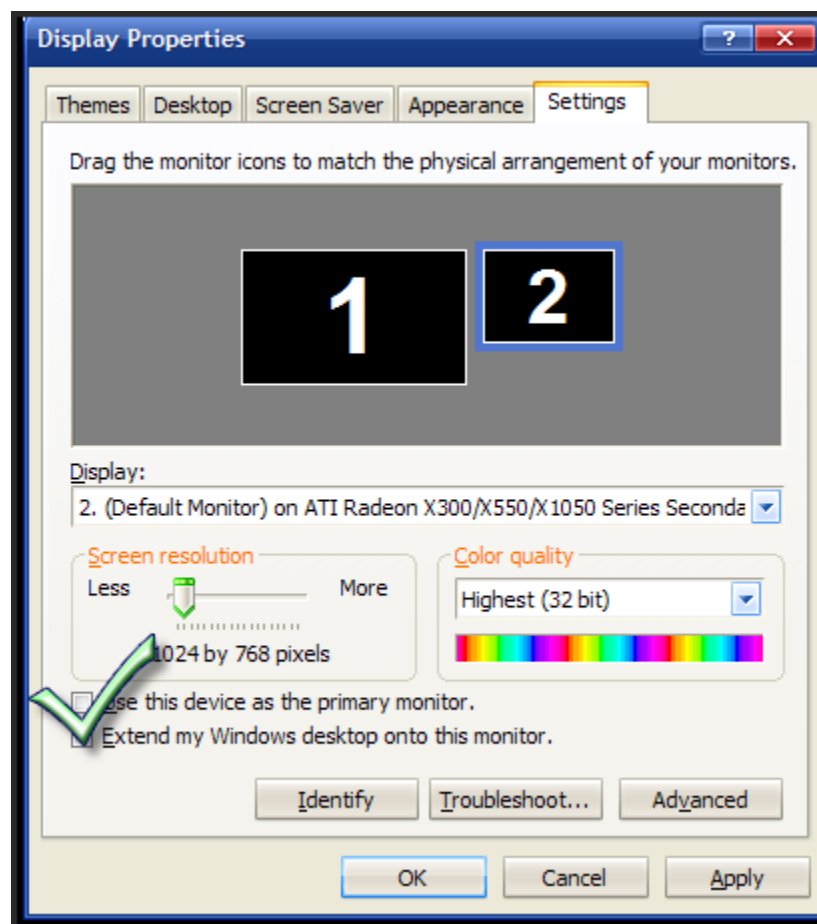 Display Properties
?
Themes Desktop Screen Saver Appearance Settings
Drag the monitor icons to match the physical arrangement of your monitors.
1 2
Display:
2. (Default Monitor) on ATI Radeon X300/X550/X1050 Series Seconda
Screen resolution
Less More
1024 by 768 pixels
Color quality
Highest (32 bit)
Use this device as the primary monitor.
Extend my Windows desktop onto this monitor.
Identify Troubleshoot... Advanced
OK Cancel Apply